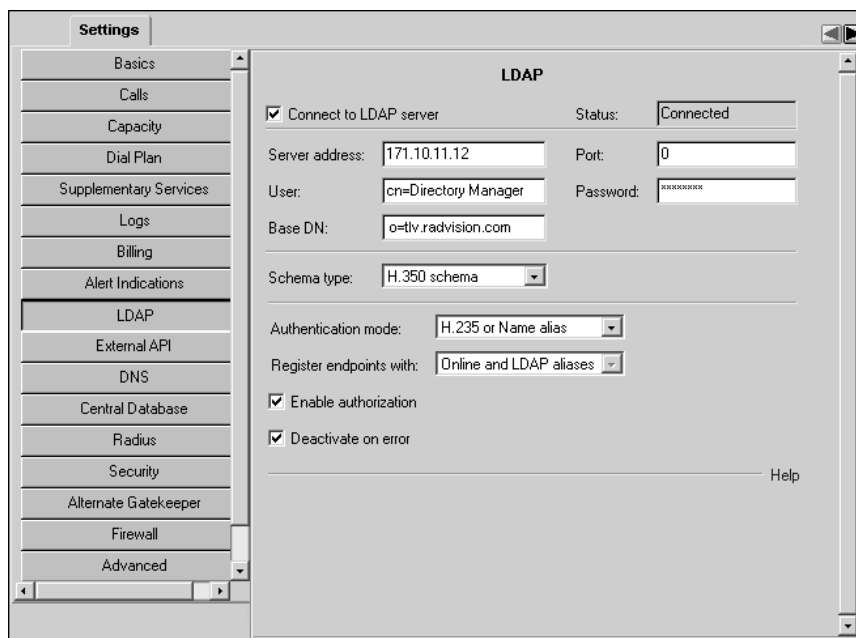 Settings
Basics
Calls
Capacity
Dial Plan
Supplementary Services
Logs
Billing
Alert Indications
LDAP
External API
DNS
Central Database
Radius
Security
Alternate Gatekeeper
Firewall
Advanced
LDAP
Connect to LDAP server Status: Connected
Server address: 171.10.11.12 Port: 0
User: cn=Directory Manager Password: ********
Base DN: o=tlv.radvision.com
Schema type: H.350 schema
Authentication mode: H.235 or Name alias
Register endpoints with: Online and LDAP aliases
Enable authorization
Deactivate on error
Help